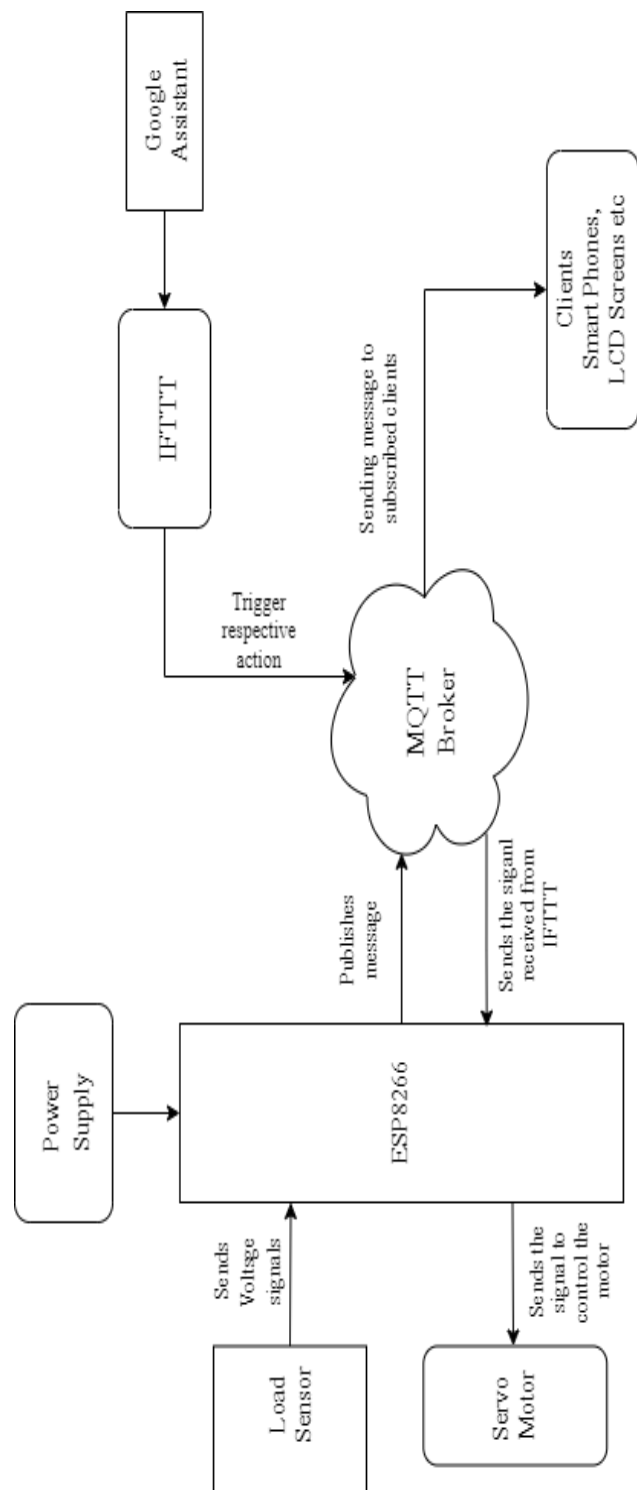 Power
Supply
Google
Assistant
IFTTT
Trigger
respective
action
Load
Sensor
Sends
Voltsge
signals
ESP8266
Publishes
message
MQTT
Broker
Sending message to
subscribed clients
Servo
Motor
Sends the
signal to
control the
motor
Sends the siganl
received from
IFTTT
Clients
Smart Phones,
LCD Screens etc